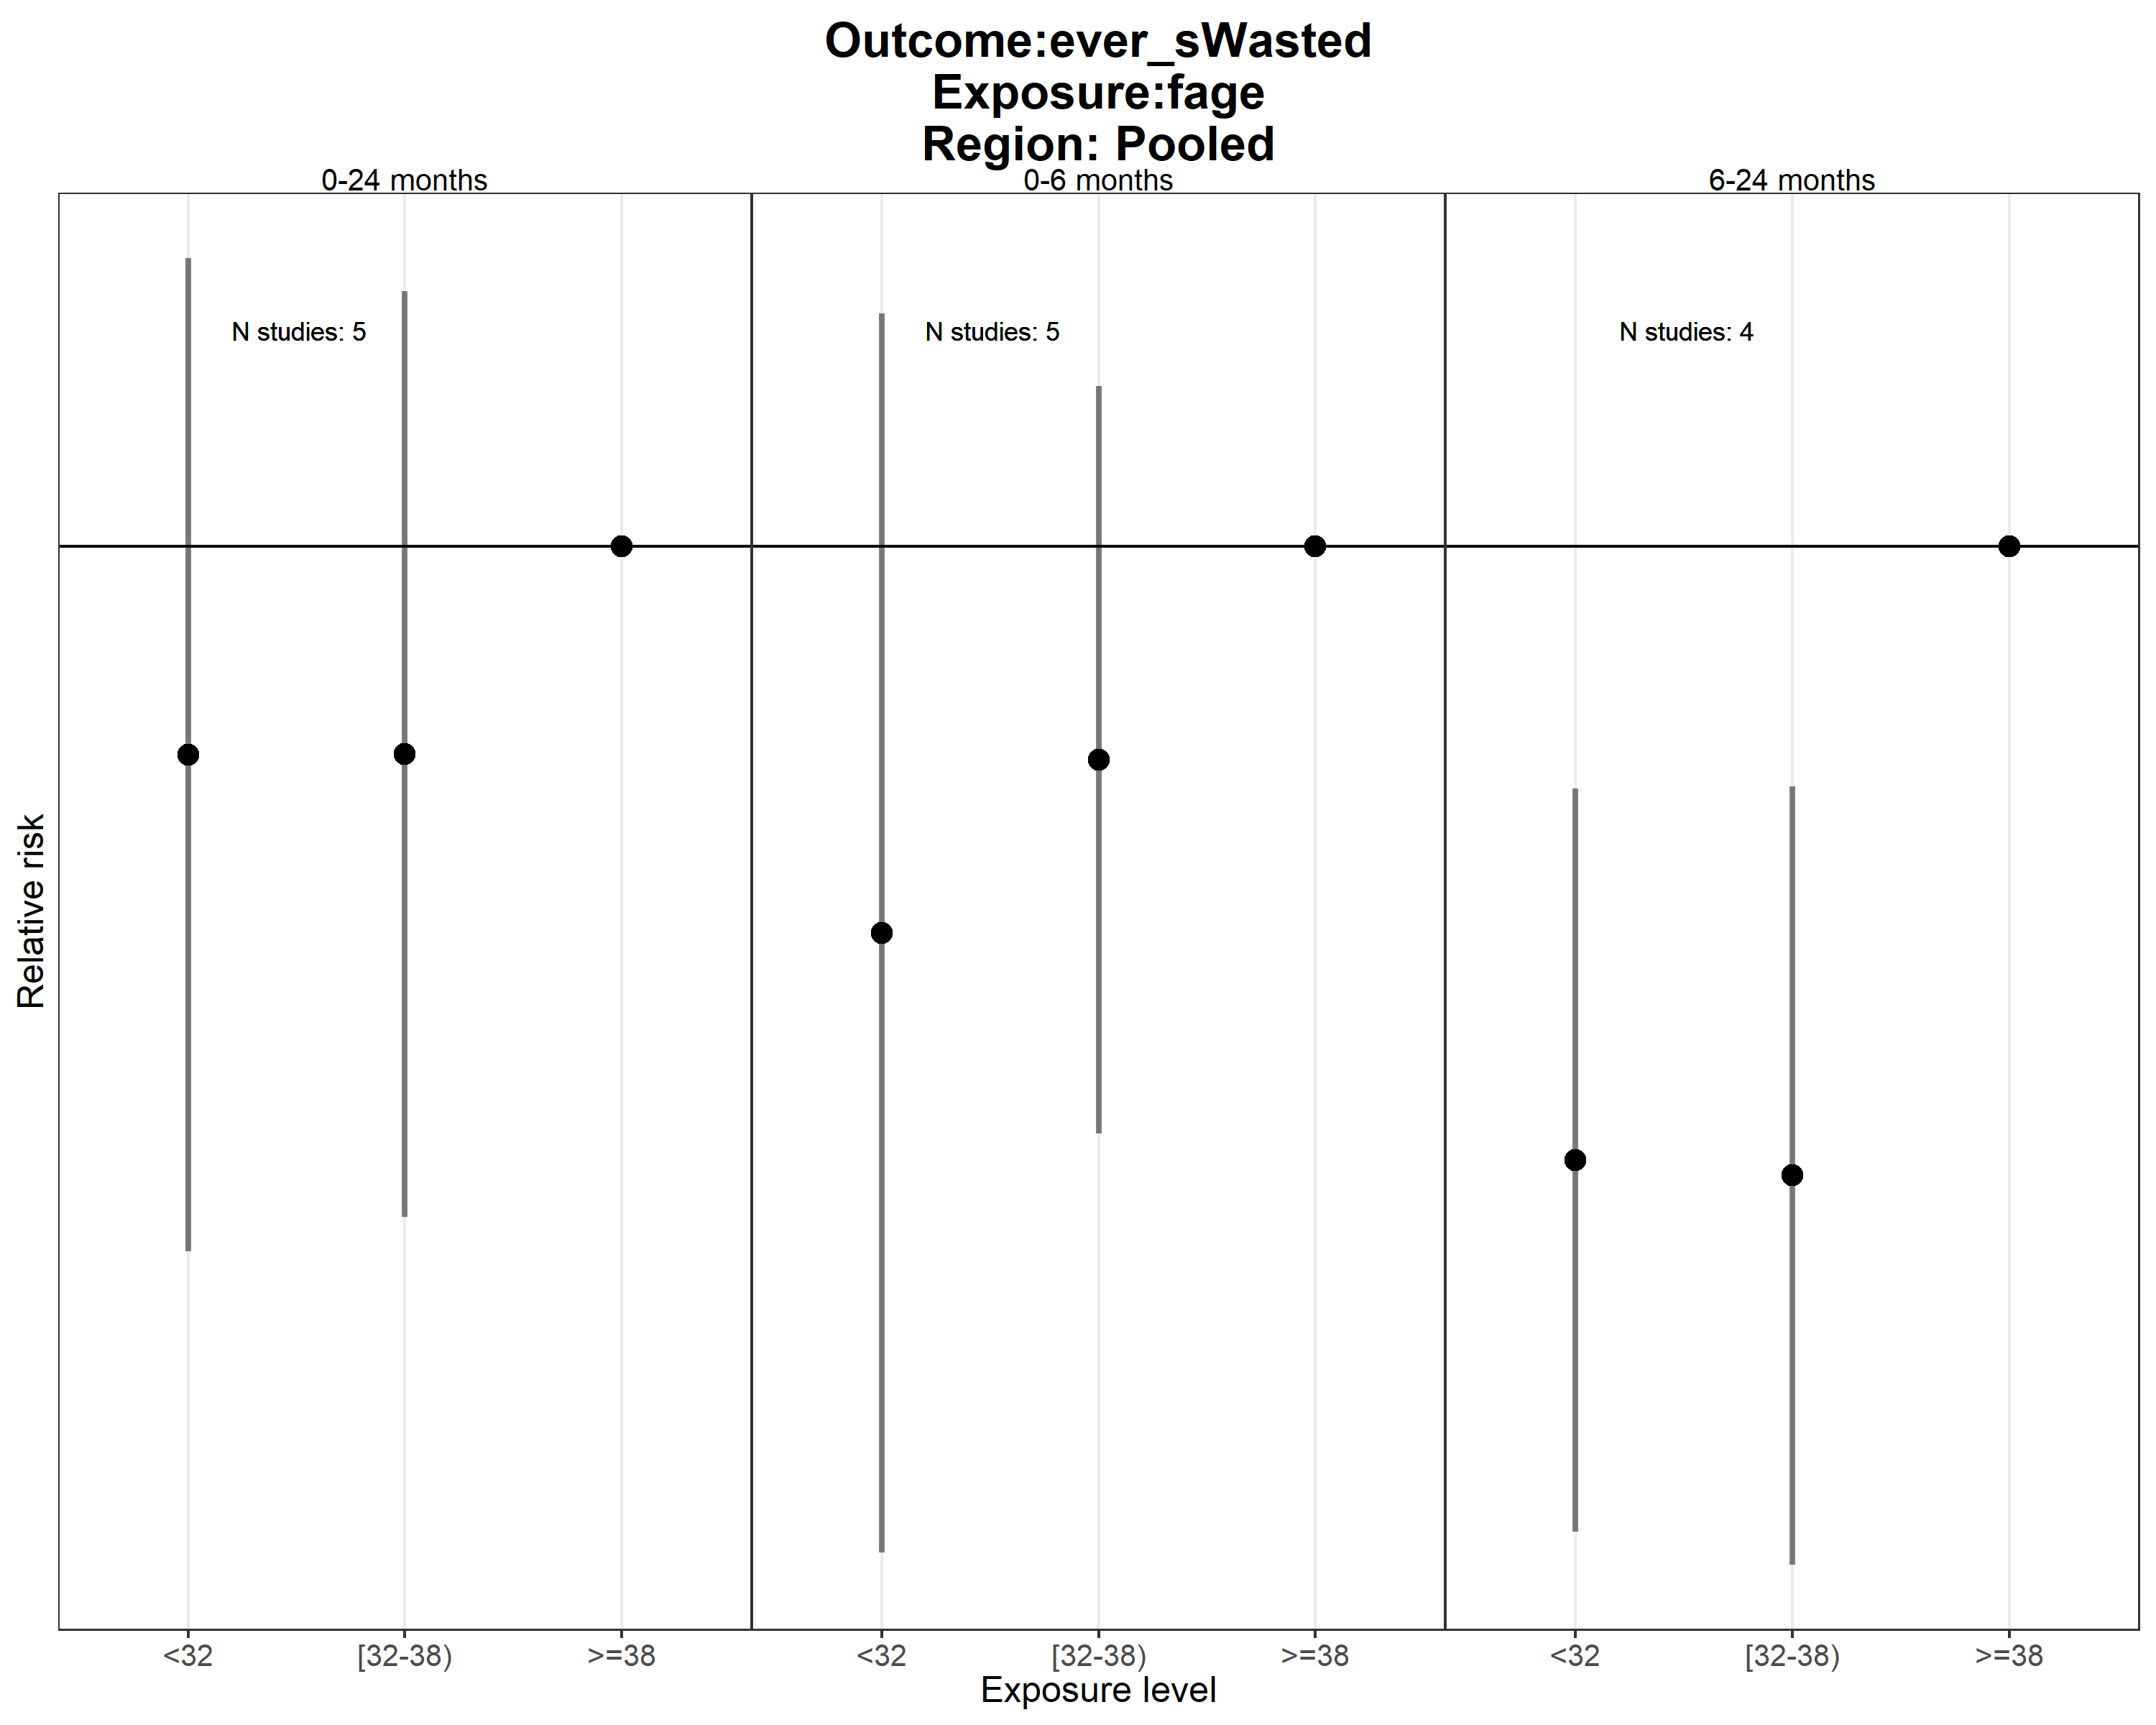 Outcome:ever_sWasted
Exposure:fage
Region: Pooled
0-24 months
0-6 months
6-24 months
N studies: 5
N studies: 5
N studies: 4
Relative risk
<32
[32-38)
>=38
<32
[32-38)
>=38
<32
[32-38)
>=38
Exposure level